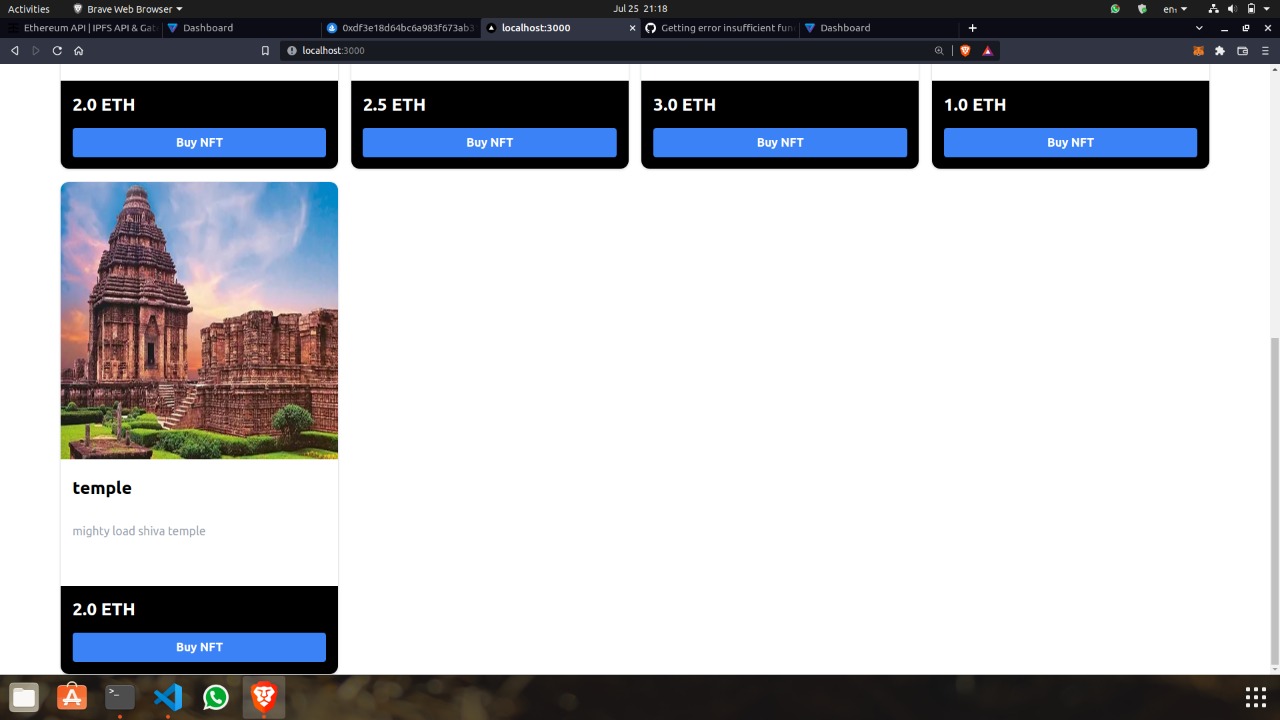 Activities
Brave Web Browser
Jul 25 21:18
en₁
Ethereum API | IPFS API & Gat
Dashboard
0xdf3e18d64bc6a983f673ab3
localhost:3000
Getting error insufficient fun
Dashboard
localhost:3000
2.0 ETH
2.5 ETH
3.0 ETH
1.0 ETH
Buy NFT
Buy NFT
Buy NFT
Buy NFT
temple
mighty load shiva temple
2.0 ETH
Buy NFT